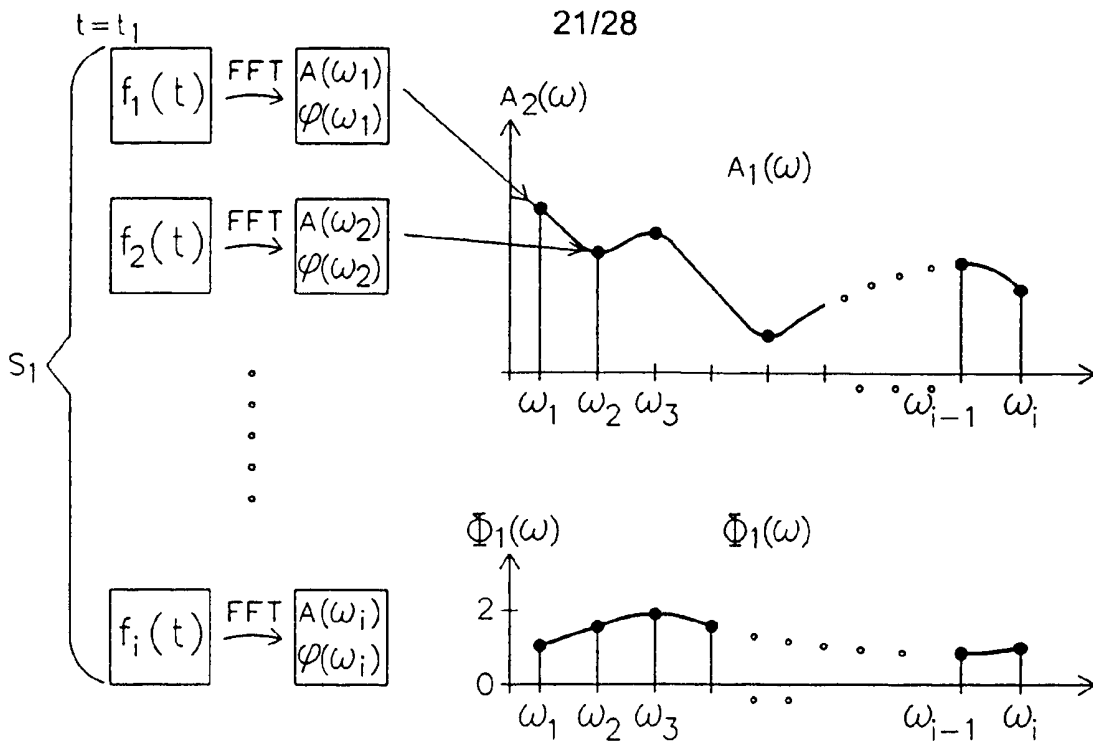 21/28
t=t₁
S₁
f₁(t) FFT A(ω₁)
φ(ω₁)
f₂(t) FFT A(ω₂)
φ(ω₂)
fᵢ(t) FFT A(ωᵢ)
φ(ωᵢ)
A₂(ω)
A₁(ω)
ω₁ ω₂ ω₃ ωᵢ₋₁ ωᵢ
Φ₁(ω) Φ₁(ω)
2
0
ω₁ ω₂ ω₃ ωᵢ₋₁ ωᵢ